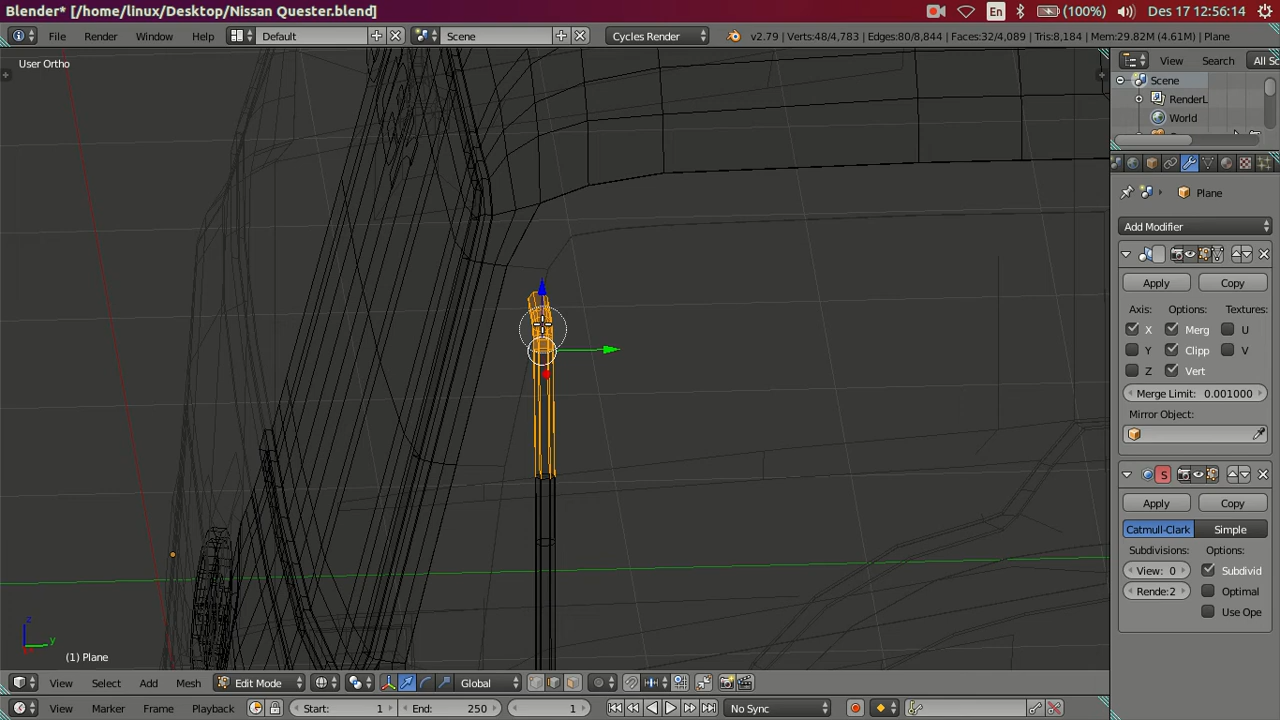 Blender* [/home/linux/Desktop/Nissan Quester.blend] En (100%) Des 17 12:56:14
File Render Window Help Default Scene Cycles Render v2.79 | Verts:48/4,783 | Edges:80/8,844 | Faces:32/4,089 | Tris:8,184 | Mem:29.82M (4.61M) | Plane
User Ortho
View Search All Sc
Scene
RenderL
World
Plane
Add Modifier
Apply Copy
Axis: Options: Textures:
X Merg U
Y Clipp V
Z Vert
Merge Limit: 0.001000
Mirror Object:
S
Apply Copy
Catmull-Clark Simple
Subdivisions: Options:
View: 0 Subdivid
Rende:2 Optimal
Use Ope
z
y
(1) Plane
View Select Add Mesh Edit Mode Global
View Marker Frame Playback Start: 1 End: 250 1 No Sync